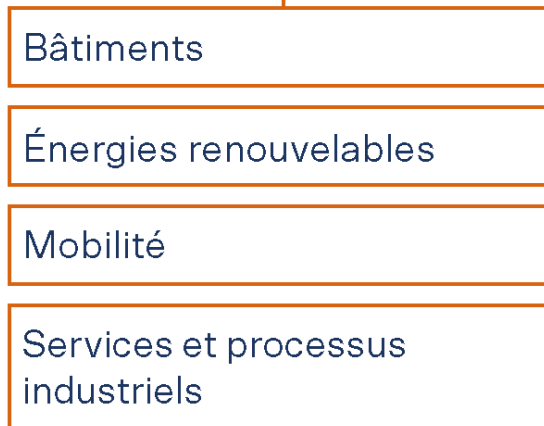 Bâtiments
Énergies renouvelables
Mobilité
Services et processus
industriels